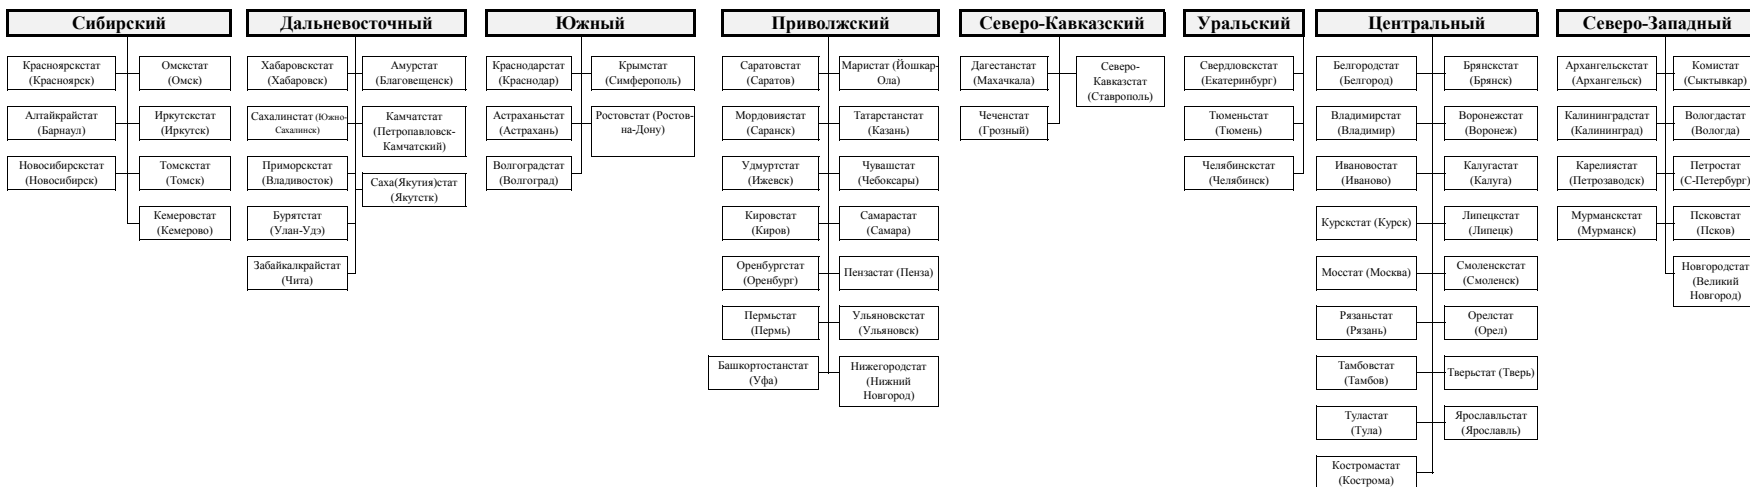 Сибирский
Красноярскстат
(Красноярск)
Омскстат
(Омск)
Алтайкрайстат
(Барнаул)
Иркутскстат
(Иркутск)
Новосибирскстат
(Новосибирск)
Томскстат
(Томск)
Кемеровстат
(Кемерово)
Дальневосточный
Хабаровскстат
(Хабаровск)
Амурстат
(Благовещенск)
Сахалинстат (Южно-
Сахалинск)
Камчатстат
(Петропавловск-
Камчатский)
Приморскстат
(Владивосток)
Саха(Якутия)стат
(Якутстк)
Бурятстат
(Улан-Удэ)
Забайкалкрайстат
(Чита)
Южный
Краснодарстат
(Краснодар)
Крымстат
(Симферополь)
Астраханьстат
(Астрахань)
Ростовстат (Ростов-
на-Дону)
Волгоградстат
(Волгоград)
Приволжский
Саратовстат
(Саратов)
Маристат (Йошкар-
Ола)
Мордовиястат
(Саранск)
Татарстанстат
(Казань)
Удмуртстат
(Ижевск)
Чувашстат
(Чебоксары)
Кировстат
(Киров)
Самарастат
(Самара)
Оренбургстат
(Оренбург)
Пензастат (Пенза)
Пермьстат
(Пермь)
Ульяновскстат
(Ульяновск)
Башкортостанстат
(Уфа)
Нижегородстат
(Нижний
Новгород)
Северо-Кавказский
Дагестанстат
(Махачкала)
Северо-
Кавказстат
(Ставрополь)
Чеченстат
(Грозный)
Уральский
Свердловскстат
(Екатеринбург)
Тюменьстат
(Тюмень)
Челябинскстат
(Челябинск)
Центральный
Белгородстат
(Белгород)
Брянскстат
(Брянск)
Владимирстат
(Владимир)
Воронежстат
(Воронеж)
Ивановостат
(Иваново)
Калугастат
(Калуга)
Курскстат (Курск)
Липецкстат
(Липецк)
Мосстат (Москва)
Смоленскстат
(Смоленск)
Рязаньстат
(Рязань)
Орелстат
(Орел)
Тамбовстат
(Тамбов)
Тверьстат (Тверь)
Туластат
(Тула)
Ярославльстат
(Ярославль)
Костромастат
(Кострома)
Северо-Западный
Архангельскстат
(Архангельск)
Комистат
(Сыктывкар)
Калининградстат
(Калининград)
Вологдастат
(Вологда)
Карелиястат
(Петрозаводск)
Петростат
(С-Петербург)
Мурманскстат
(Мурманск)
Псковстат
(Псков)
Новгородстат
(Великий
Новгород)